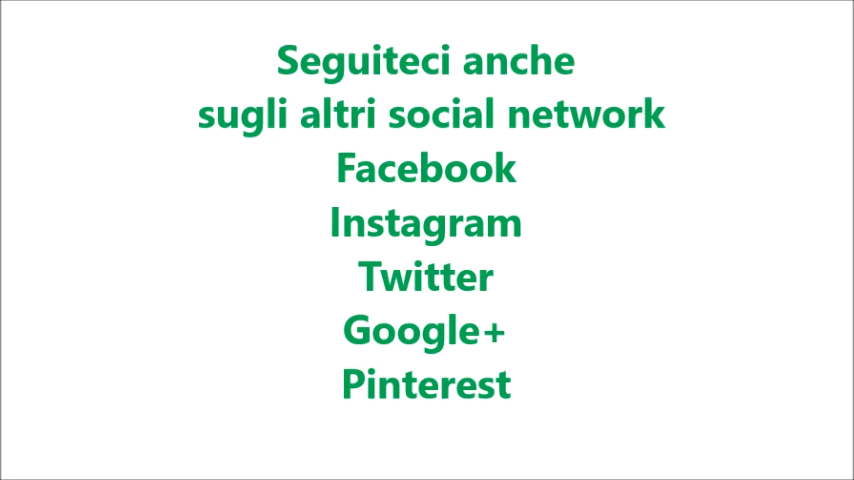 Seguiteci anche
sugli altri social network
Facebook
Instagram
Twitter
Google+
Pinterest